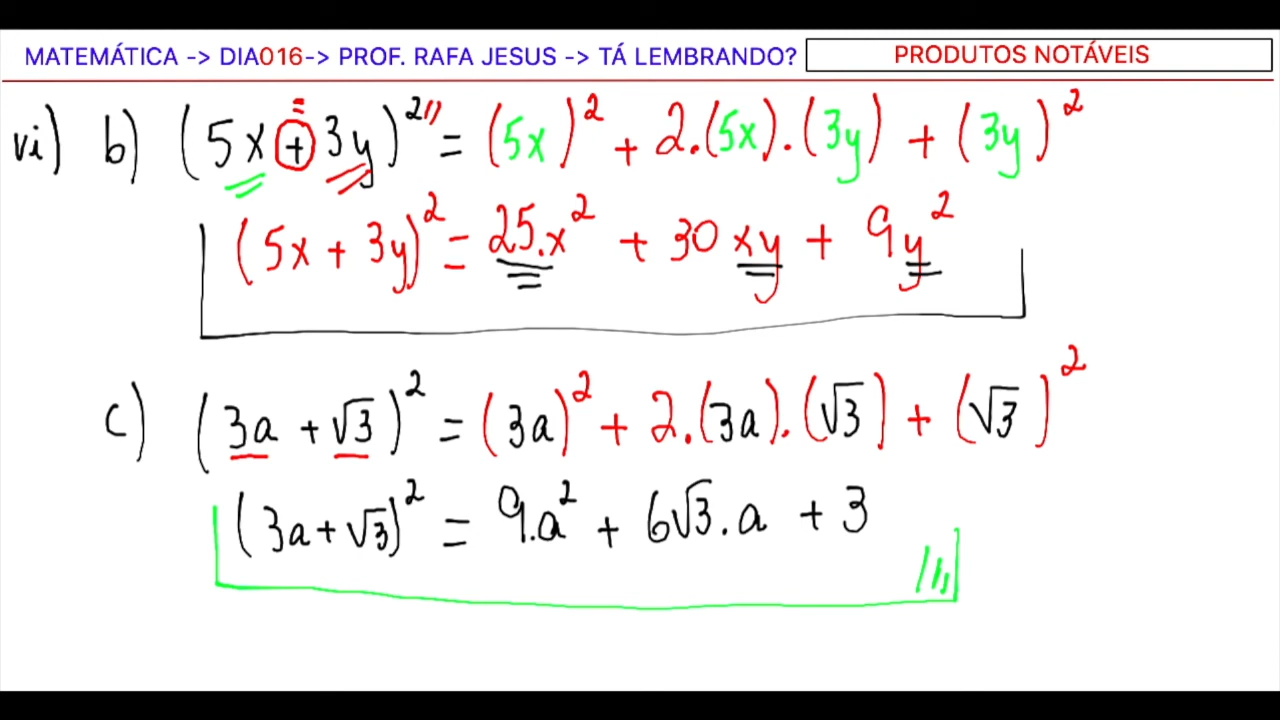 MATEMÁTICA -> DIA016-> PROF. RAFA JESUS -> TÁ LEMBRANDO? PRODUTOS NOTÁVEIS
vi) b) (5x + 3y)² = (5x)² + 2.(5x).(3y) + (3y)²
(5x + 3y)² = 25.x² + 30xy + 9y²
c) (3a + √3)² = (3a)² + 2.(3a).(√3) + (√3)²
(3a + √3)² = 9.a² + 6√3.a + 3